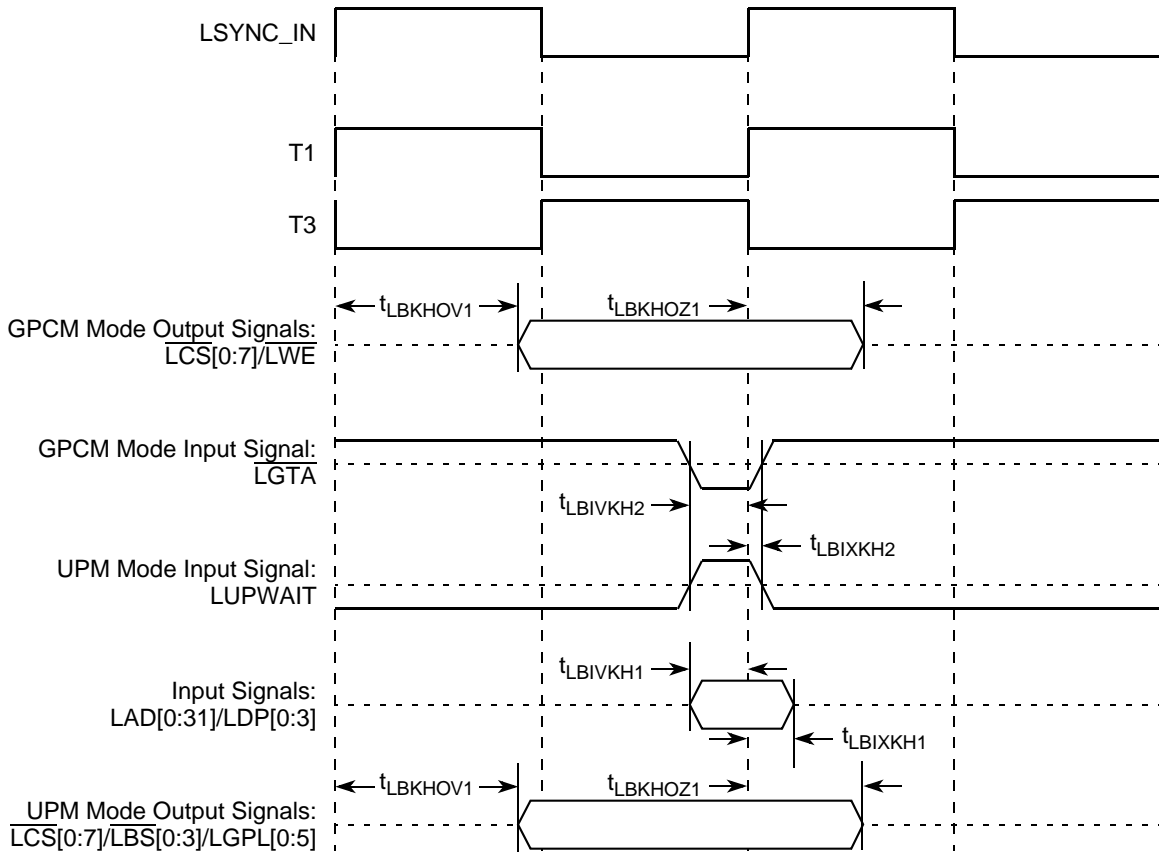 LSYNC_IN
T1
T3
tLBKHOV1 tLBKHOZ1
GPCM Mode Output Signals:
LCS[0:7]/LWE
GPCM Mode Input Signal:
LGTA
tLBIVKH2
tLBIXKH2
UPM Mode Input Signal:
LUPWAIT
tLBIVKH1
Input Signals:
LAD[0:31]/LDP[0:3]
tLBIXKH1
tLBKHOV1 tLBKHOZ1
UPM Mode Output Signals:
LCS[0:7]/LBS[0:3]/LGPL[0:5]